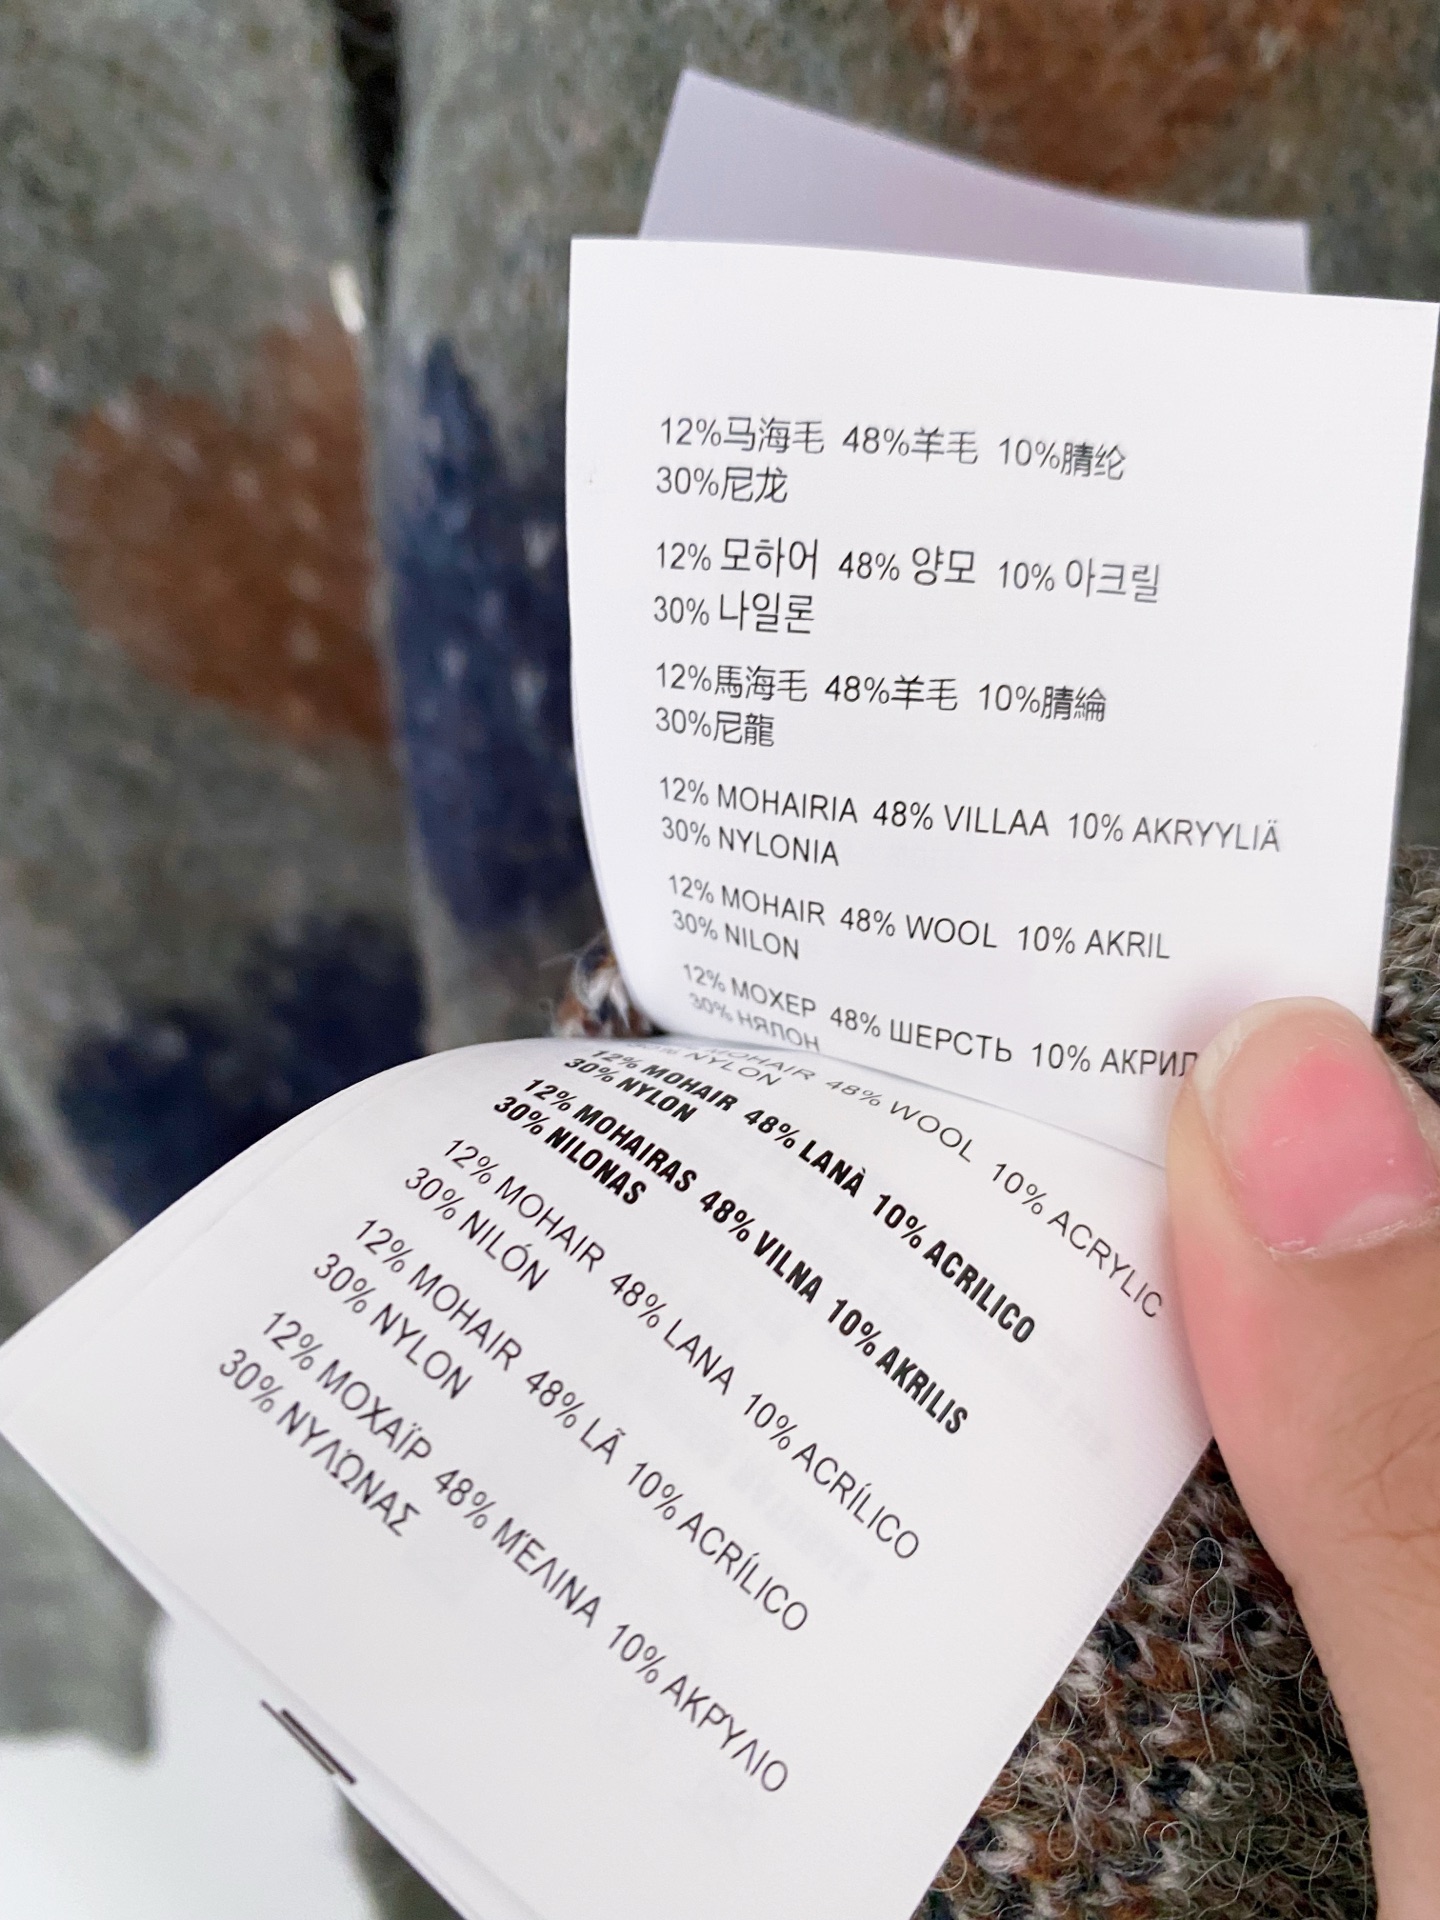 12%马海毛 48%羊毛 10%腈纶
30%尼龙
12% 모하어 48% 양모 10% 아크릴
30% 나일론
12%馬海毛 48%羊毛 10%腈綸
30%尼龍
12% MOHAIRIA 48% VILLAA 10% AKRYYLIÄ
30% NYLONIA
12% MOHAIR 48% WOOL 10% AKRIL
30% NILON
12% МОХЕР 48% ШЕРСТЬ 10% АКРИЛ
30% НЯЛОН
MOHAIR 48% WOOL 10% ACRYLIC
NYLON
12% MOHAIR 48% LANÀ 10% ACRILICO
30% NYLON
12% MOHAIRAS 48% VILNA 10% AKRILIS
30% NILONAS
12% MOHAIR 48% LANA 10% ACRÍLICO
30% NILÓN
12% MOHAIR 48% LÃ 10% ACRÍLICO
30% NYLON
12% ΜΟΧΑΪΡ 48% ΜΈΛΙΝΑ 10% ΑΚΡΥΛΙΟ
30% ΝΥΛΏΝΑΣ